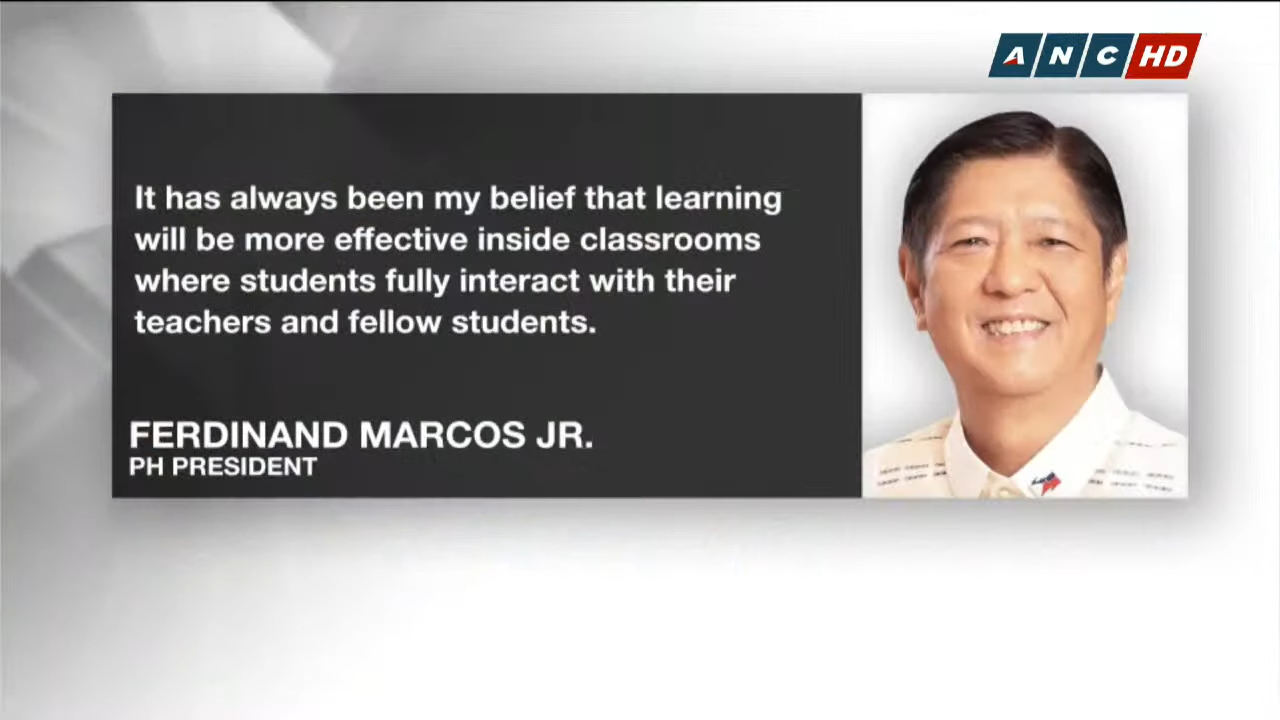 ANC HD
It has always been my belief that learning
will be more effective inside classrooms
where students fully interact with their
teachers and fellow students.
FERDINAND MARCOS JR.
PH PRESIDENT